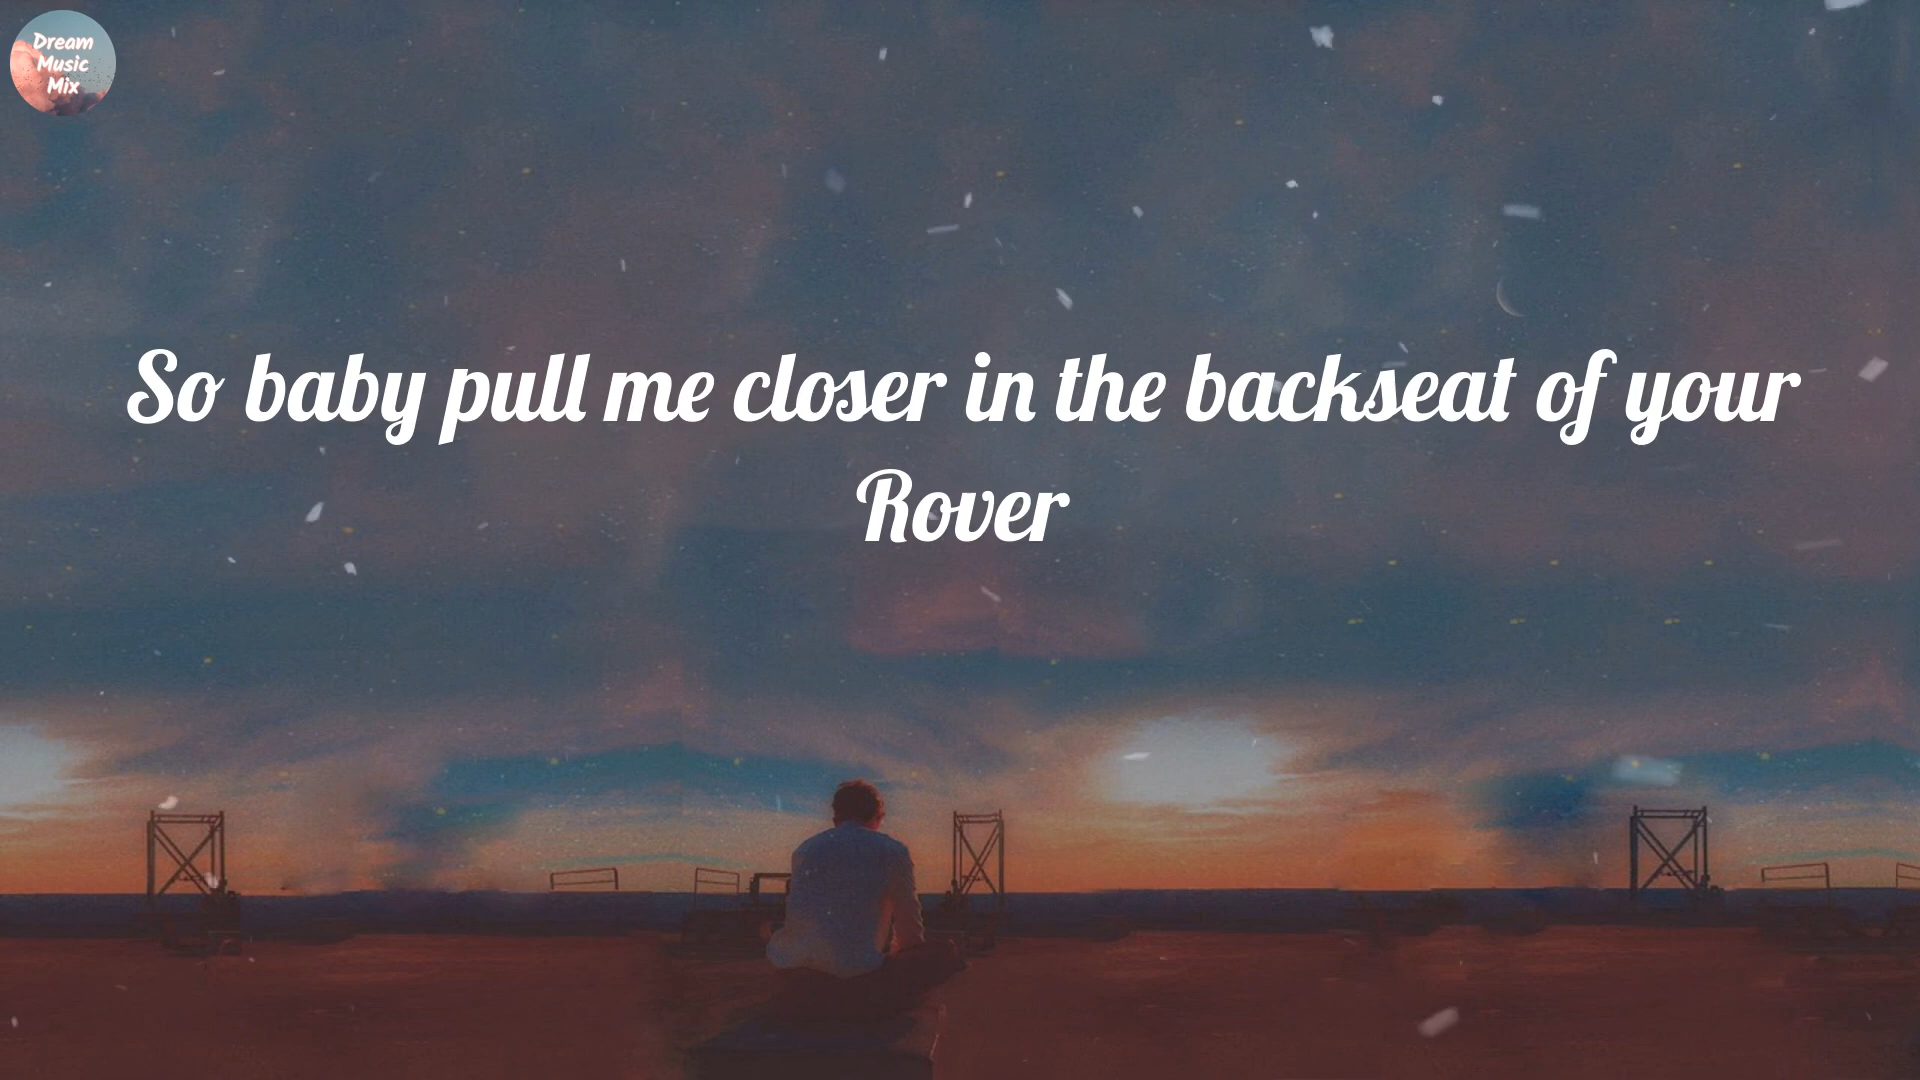 Dream
Music
Mix
So baby pull me closer in the backseat of your
Rover